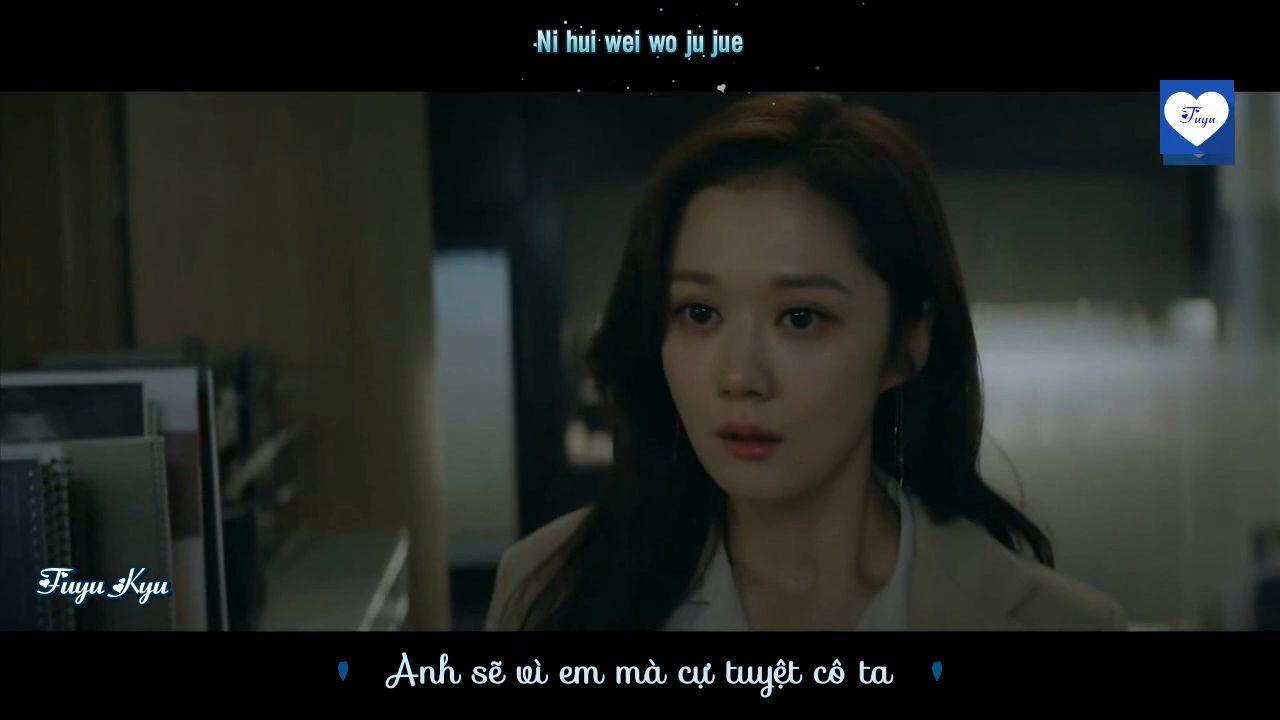 Ni hui wei wo ju jue
Fuyu
Fuyu Kyu
Anh sẽ vì em mà cự tuyệt cô ta